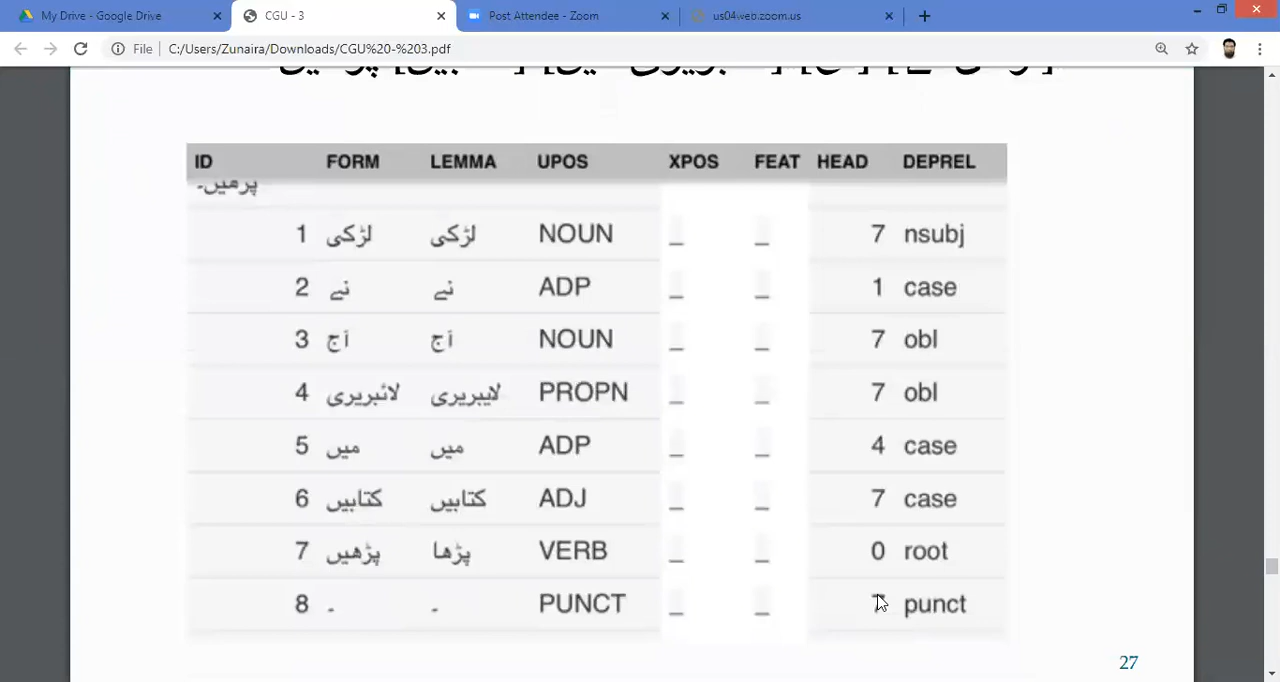 My Drive - Google Drive
CGU - 3
Post Attendee - Zoom
us04web.zoom.us
File C:/Users/Zunaira/Downloads/CGU%20-%203.pdf
ID FORM LEMMA UPOS XPOS FEAT HEAD DEPREL
پڑھیں۔
1 لڑکی لڑکی NOUN _ _ 7 nsubj
2 نے نے ADP _ _ 1 case
3 آج آج NOUN _ _ 7 obl
4 لائبریری لایبریری PROPN _ _ 7 obl
5 میں میں ADP _ _ 4 case
6 کتابیں کتابیں ADJ _ _ 7 case
7 پڑھیں پڑھا VERB _ _ 0 root
8 ۔ ۔ PUNCT _ _ punct
27